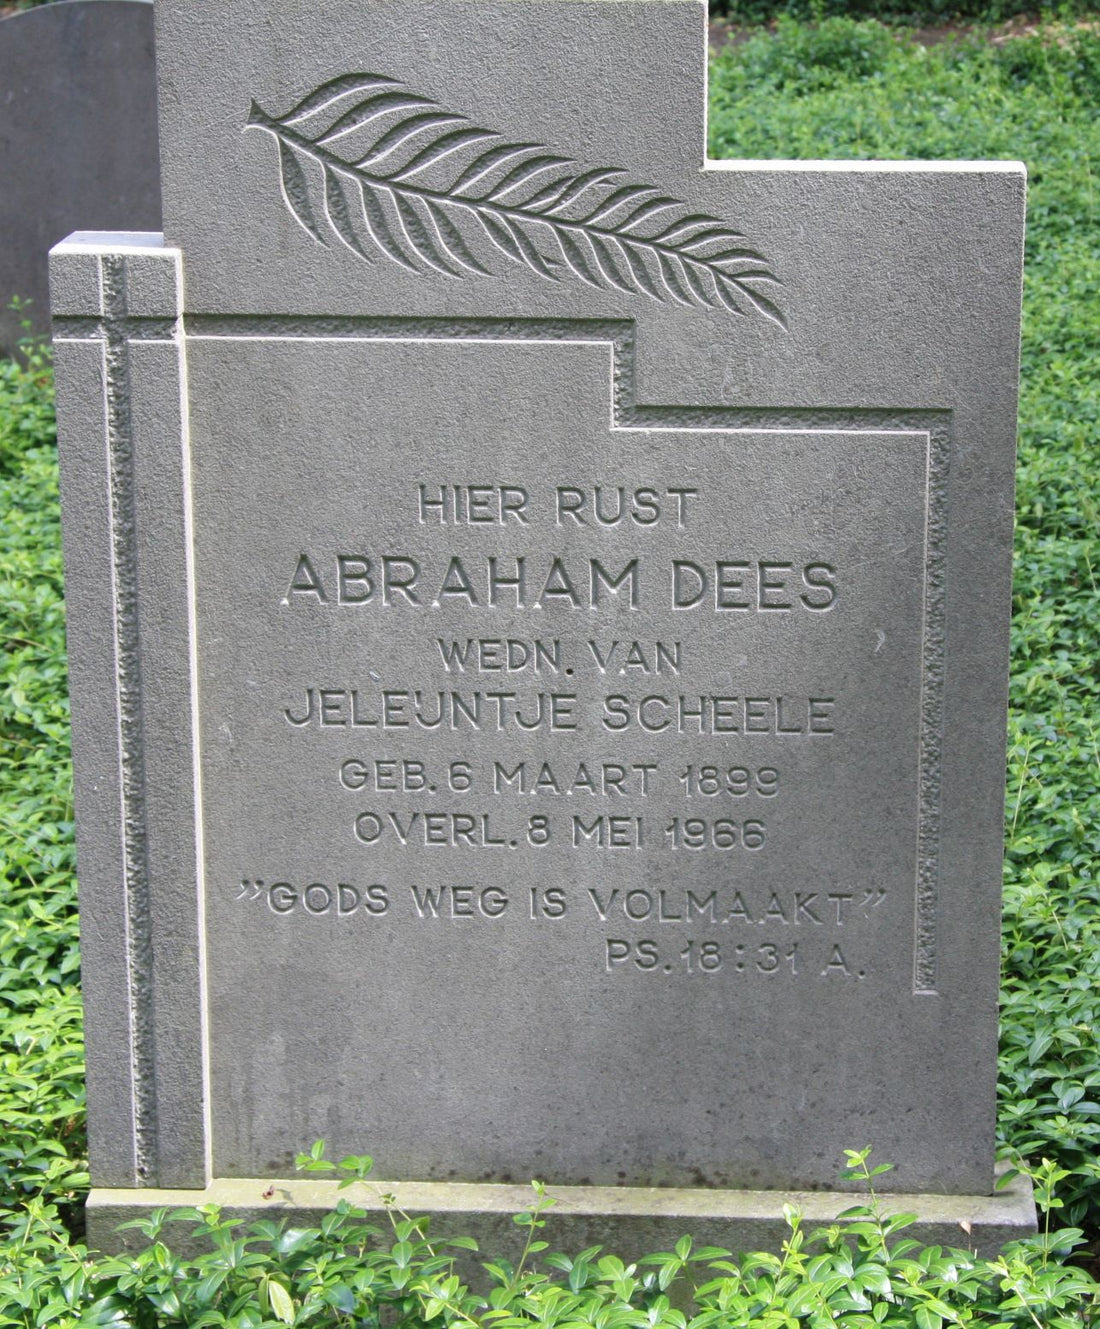 HIER RUST
ABRAHAM DEES
WEDN. VAN
JELEIJNTJE SCHEELE
GEB. 6 MAART 1899
OVERL. 8 MEI 1966
”GODS WEG IS VOLMAAKT”
PS. 18 : 31 A.